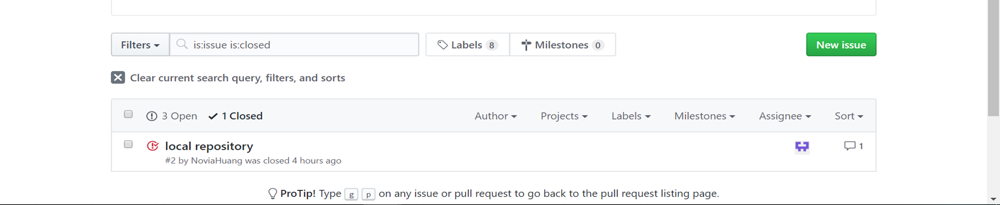 Filters is:issue is:closed Labels 8 Milestones 0 New issue
Clear current search query, filters, and sorts
3 Open 1 Closed Author Projects Labels Milestones Assignee Sort
local repository 1
#2 by NoviaHuang was closed 4 hours ago
ProTip! Type g p on any issue or pull request to go back to the pull request listing page.